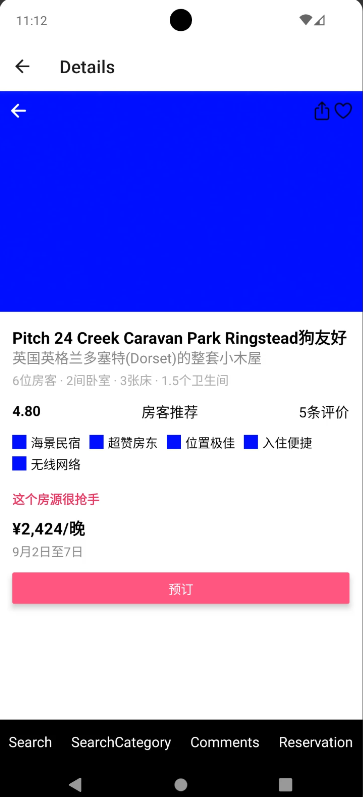 11:12
Details
Pitch 24 Creek Caravan Park Ringstead狗友好
英国英格兰多塞特(Dorset)的整套小木屋
6位房客 · 2间卧室 · 3张床 · 1.5个卫生间
4.80 房客推荐 5条评价
海景民宿 超赞房东 位置极佳 入住便捷
无线网络
这个房源很抢手
¥2,424/晚
9月2日至7日
预订
Search SearchCategory Comments Reservation